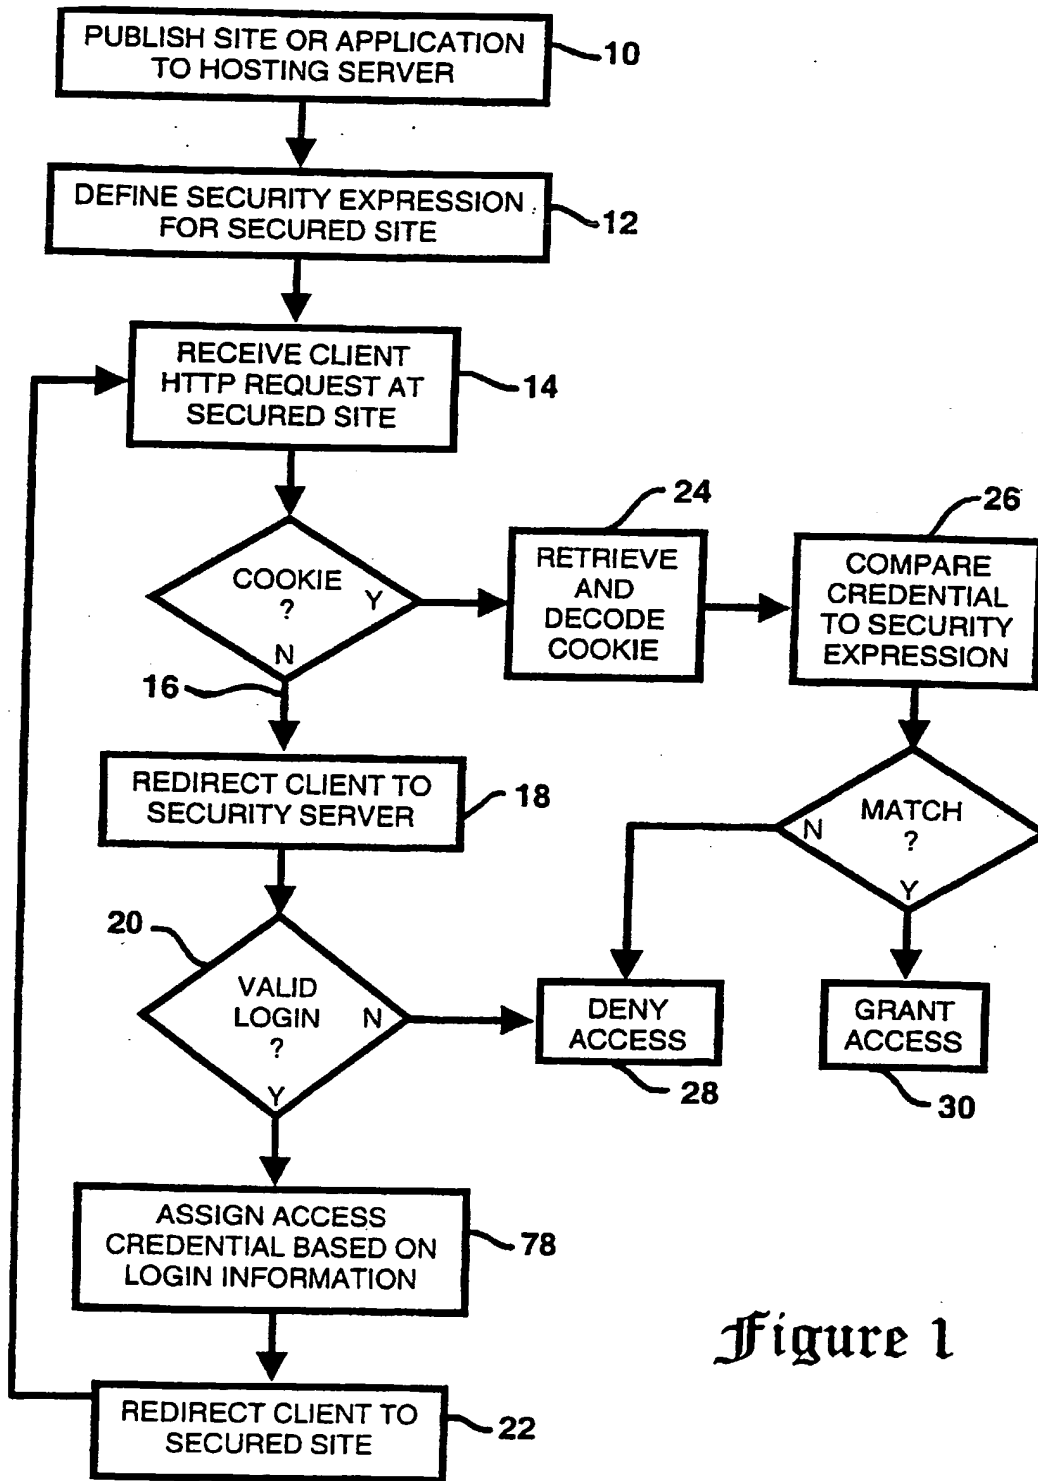 PUBLISH SITE OR APPLICATION
TO HOSTING SERVER
10
DEFINE SECURITY EXPRESSION
FOR SECURED SITE
12
RECEIVE CLIENT
HTTP REQUEST AT
SECURED SITE
14
COOKIE
?
Y
N
16
24
RETRIEVE
AND
DECODE
COOKIE
26
COMPARE
CREDENTIAL
TO SECURITY
EXPRESSION
REDIRECT CLIENT TO
SECURITY SERVER
18
MATCH
?
N
Y
20
VALID
LOGIN
?
N
Y
DENY
ACCESS
28
GRANT
ACCESS
30
ASSIGN ACCESS
CREDENTIAL BASED ON
LOGIN INFORMATION
78
REDIRECT CLIENT TO
SECURED SITE
22
Figure 1